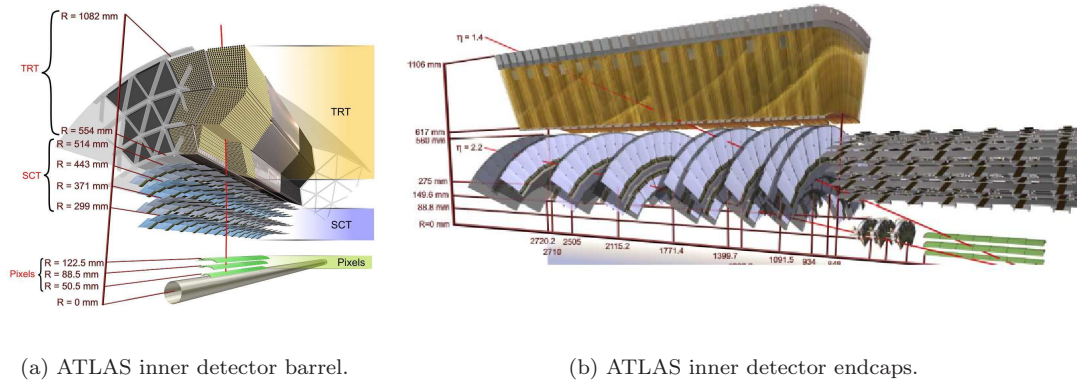 R = 1082 mm
TRT
R = 554 mm
R = 514 mm
R = 443 mm
SCT
R = 371 mm
R = 299 mm
R = 122.5 mm
Pixels
R = 88.5 mm
R = 50.5 mm
R = 0 mm
TRT
SCT
Pixels
η = 1.4
1106 mm
617 mm
560 mm
η = 2.2
275 mm
149.6 mm
88.8 mm
R=0 mm
2720.2
2710
2505
2115.2
1771.4
1399.7
1091.5
934
(a) ATLAS inner detector barrel.
(b) ATLAS inner detector endcaps.